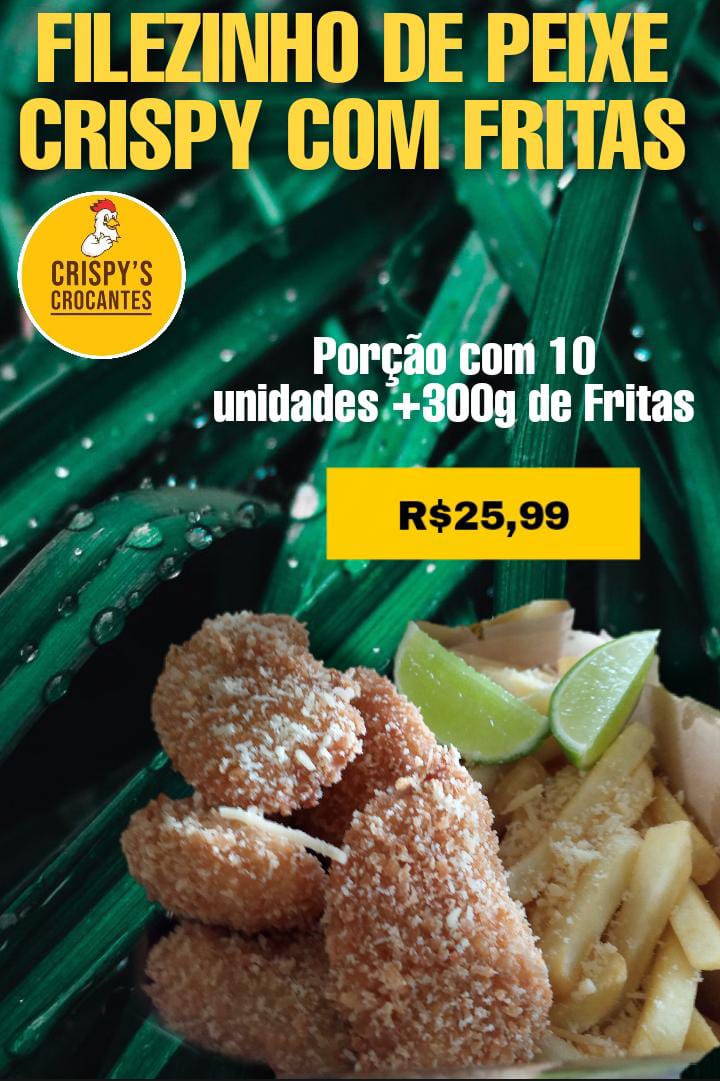 FILEZINHO DE PEIXE
CRISPY COM FRITAS
CRISPY'S
CROCANTES
Porção com 10
unidades +300g de Fritas
R$25,99